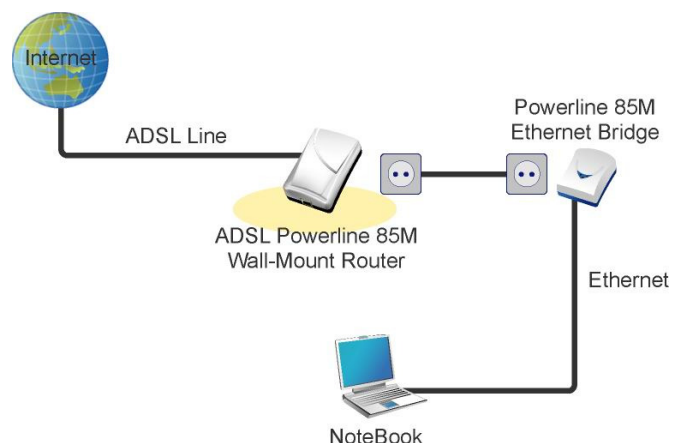 Internet
ADSL Line
Powerline 85M
Ethernet Bridge
ADSL Powerline 85M
Wall-Mount Router
Ethernet
NoteBook